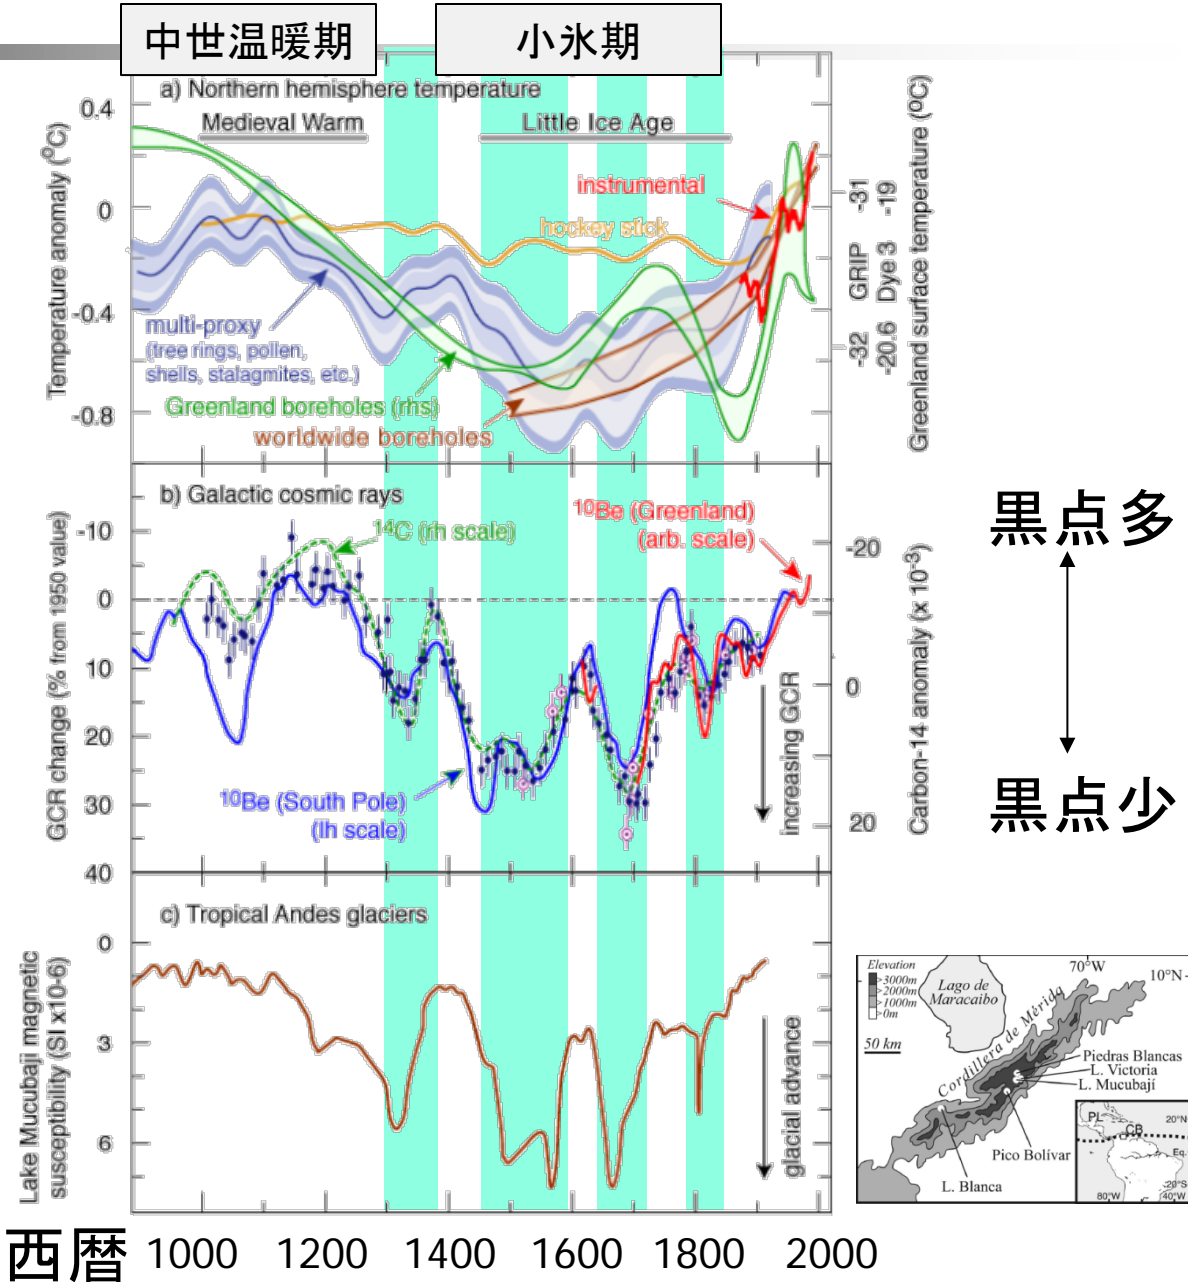 中世温暖期
小氷期
a) Northern hemisphere temperature
Medieval Warm
Little Ice Age
instrumental
hockey stick
multi-proxy
(tree rings, pollen,
shells, stalagmites, etc.)
Greenland boreholes (rhs)
worldwide boreholes
Temperature anomaly (°C)
0.4
0
-0.4
-0.8
-31
-32
GRIP
-19
-20.6
Dye 3
Greenland surface temperature (°C)
b) Galactic cosmic rays
14C (rh scale)
10Be (Greenland)
(arb. scale)
10Be (South Pole)
(lh scale)
GCR change (% from 1950 value)
-10
0
10
20
30
40
increasing GCR
-20
0
20
Carbon-14 anomaly (x 10-3)
黒点多
黒点少
c) Tropical Andes glaciers
Lake Mucubaji magnetic
susceptibility (SI x10-6)
0
3
6
glacial advance
西暦
1000
1200
1400
1600
1800
2000
Elevation
>3000m
>2000m
>1000m
>0m
50 km
Lago de
Maracaibo
70°W
10°N
Cordillera de Mérida
Piedras Blancas
L. Victoria
L. Mucubají
Pico Bolívar
L. Blanca
PL
CB
20°N
Eq.
20°S
80°W
40°W